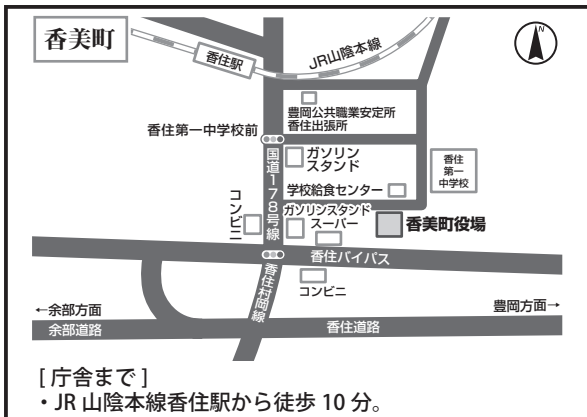 香美町
N
JR山陰本線
香住駅
豊岡公共職業安定所
香住出張所
香住第一中学校前
ガソリン
スタンド
国道178号線
香住
第一
中学校
学校給食センター
コンビニ
ガソリンスタンド
スーパー
香美町役場
香住バイパス
コンビニ
香住村岡線
←余部方面
豊岡方面→
余部道路
香住道路
[庁舎まで]
・JR 山陰本線香住駅から徒歩 10 分。